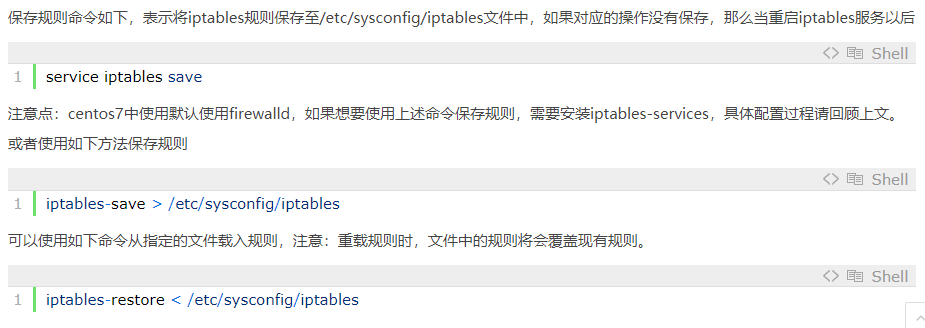 保存规则命令如下，表示将iptables规则保存至/etc/sysconfig/iptables文件中，如果对应的操作没有保存，那么当重启iptables服务以后
Shell
1 service iptables save
注意点：centos7中使用默认使用firewalld，如果想要使用上述命令保存规则，需要安装iptables-services，具体配置过程请回顾上文。
或者使用如下方法保存规则
Shell
1 iptables-save > /etc/sysconfig/iptables
可以使用如下命令从指定的文件载入规则，注意：重载规则时，文件中的规则将会覆盖现有规则。
Shell
1 iptables-restore < /etc/sysconfig/iptables